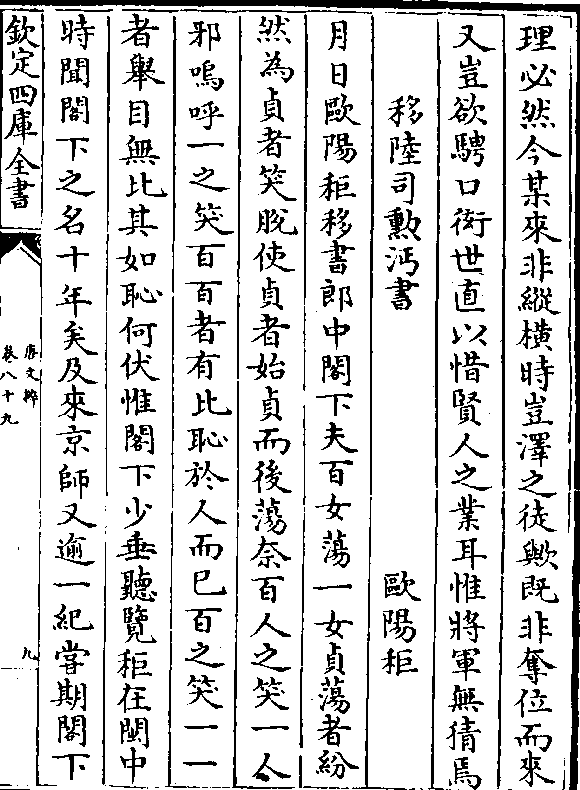 理必然今某來非縱横時豈澤之徒歟既非奪位而來
又豈欲騁口衒世直以惜賢人之業耳惟將軍無猜焉
移陸司勲沔書 歐陽秬
月日歐陽秬移書郎中閣下夫百女蕩一女貞蕩者紛
然為貞者笑脫使貞者始貞而後蕩奈百人之笑一人
邪嗚呼一之笑百百者有比恥於人而已百之笑一一
者舉目無比其如恥何伏惟閣下少垂聽覽秬在閩中
時聞閣下之名十年矣及來京師又逾一紀嘗期閣下
欽定四庫全書
唐文粹
卷八十九
九